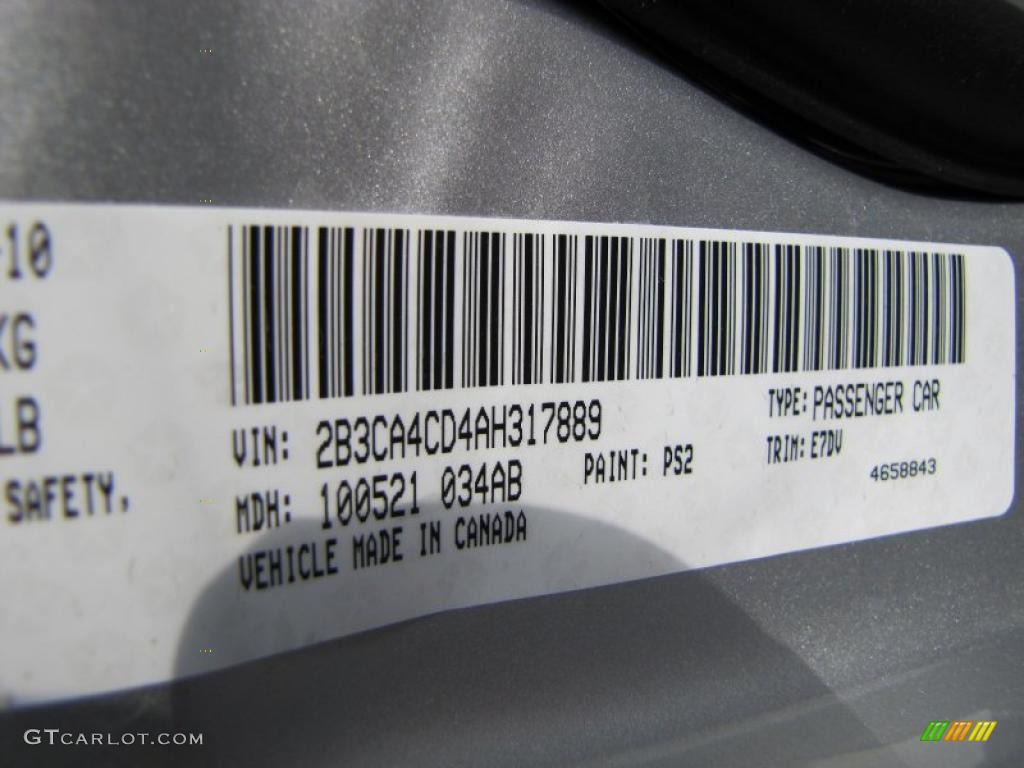 -10
KG
LB
SAFETY.
VIN: 2B3CA4CD4AH317889
TYPE: PASSENGER CAR
MDH: 100521 034AB
PAINT: PS2
TRIM: E7DV
4658843
VEHICLE MADE IN CANADA
GTCARLOT.COM